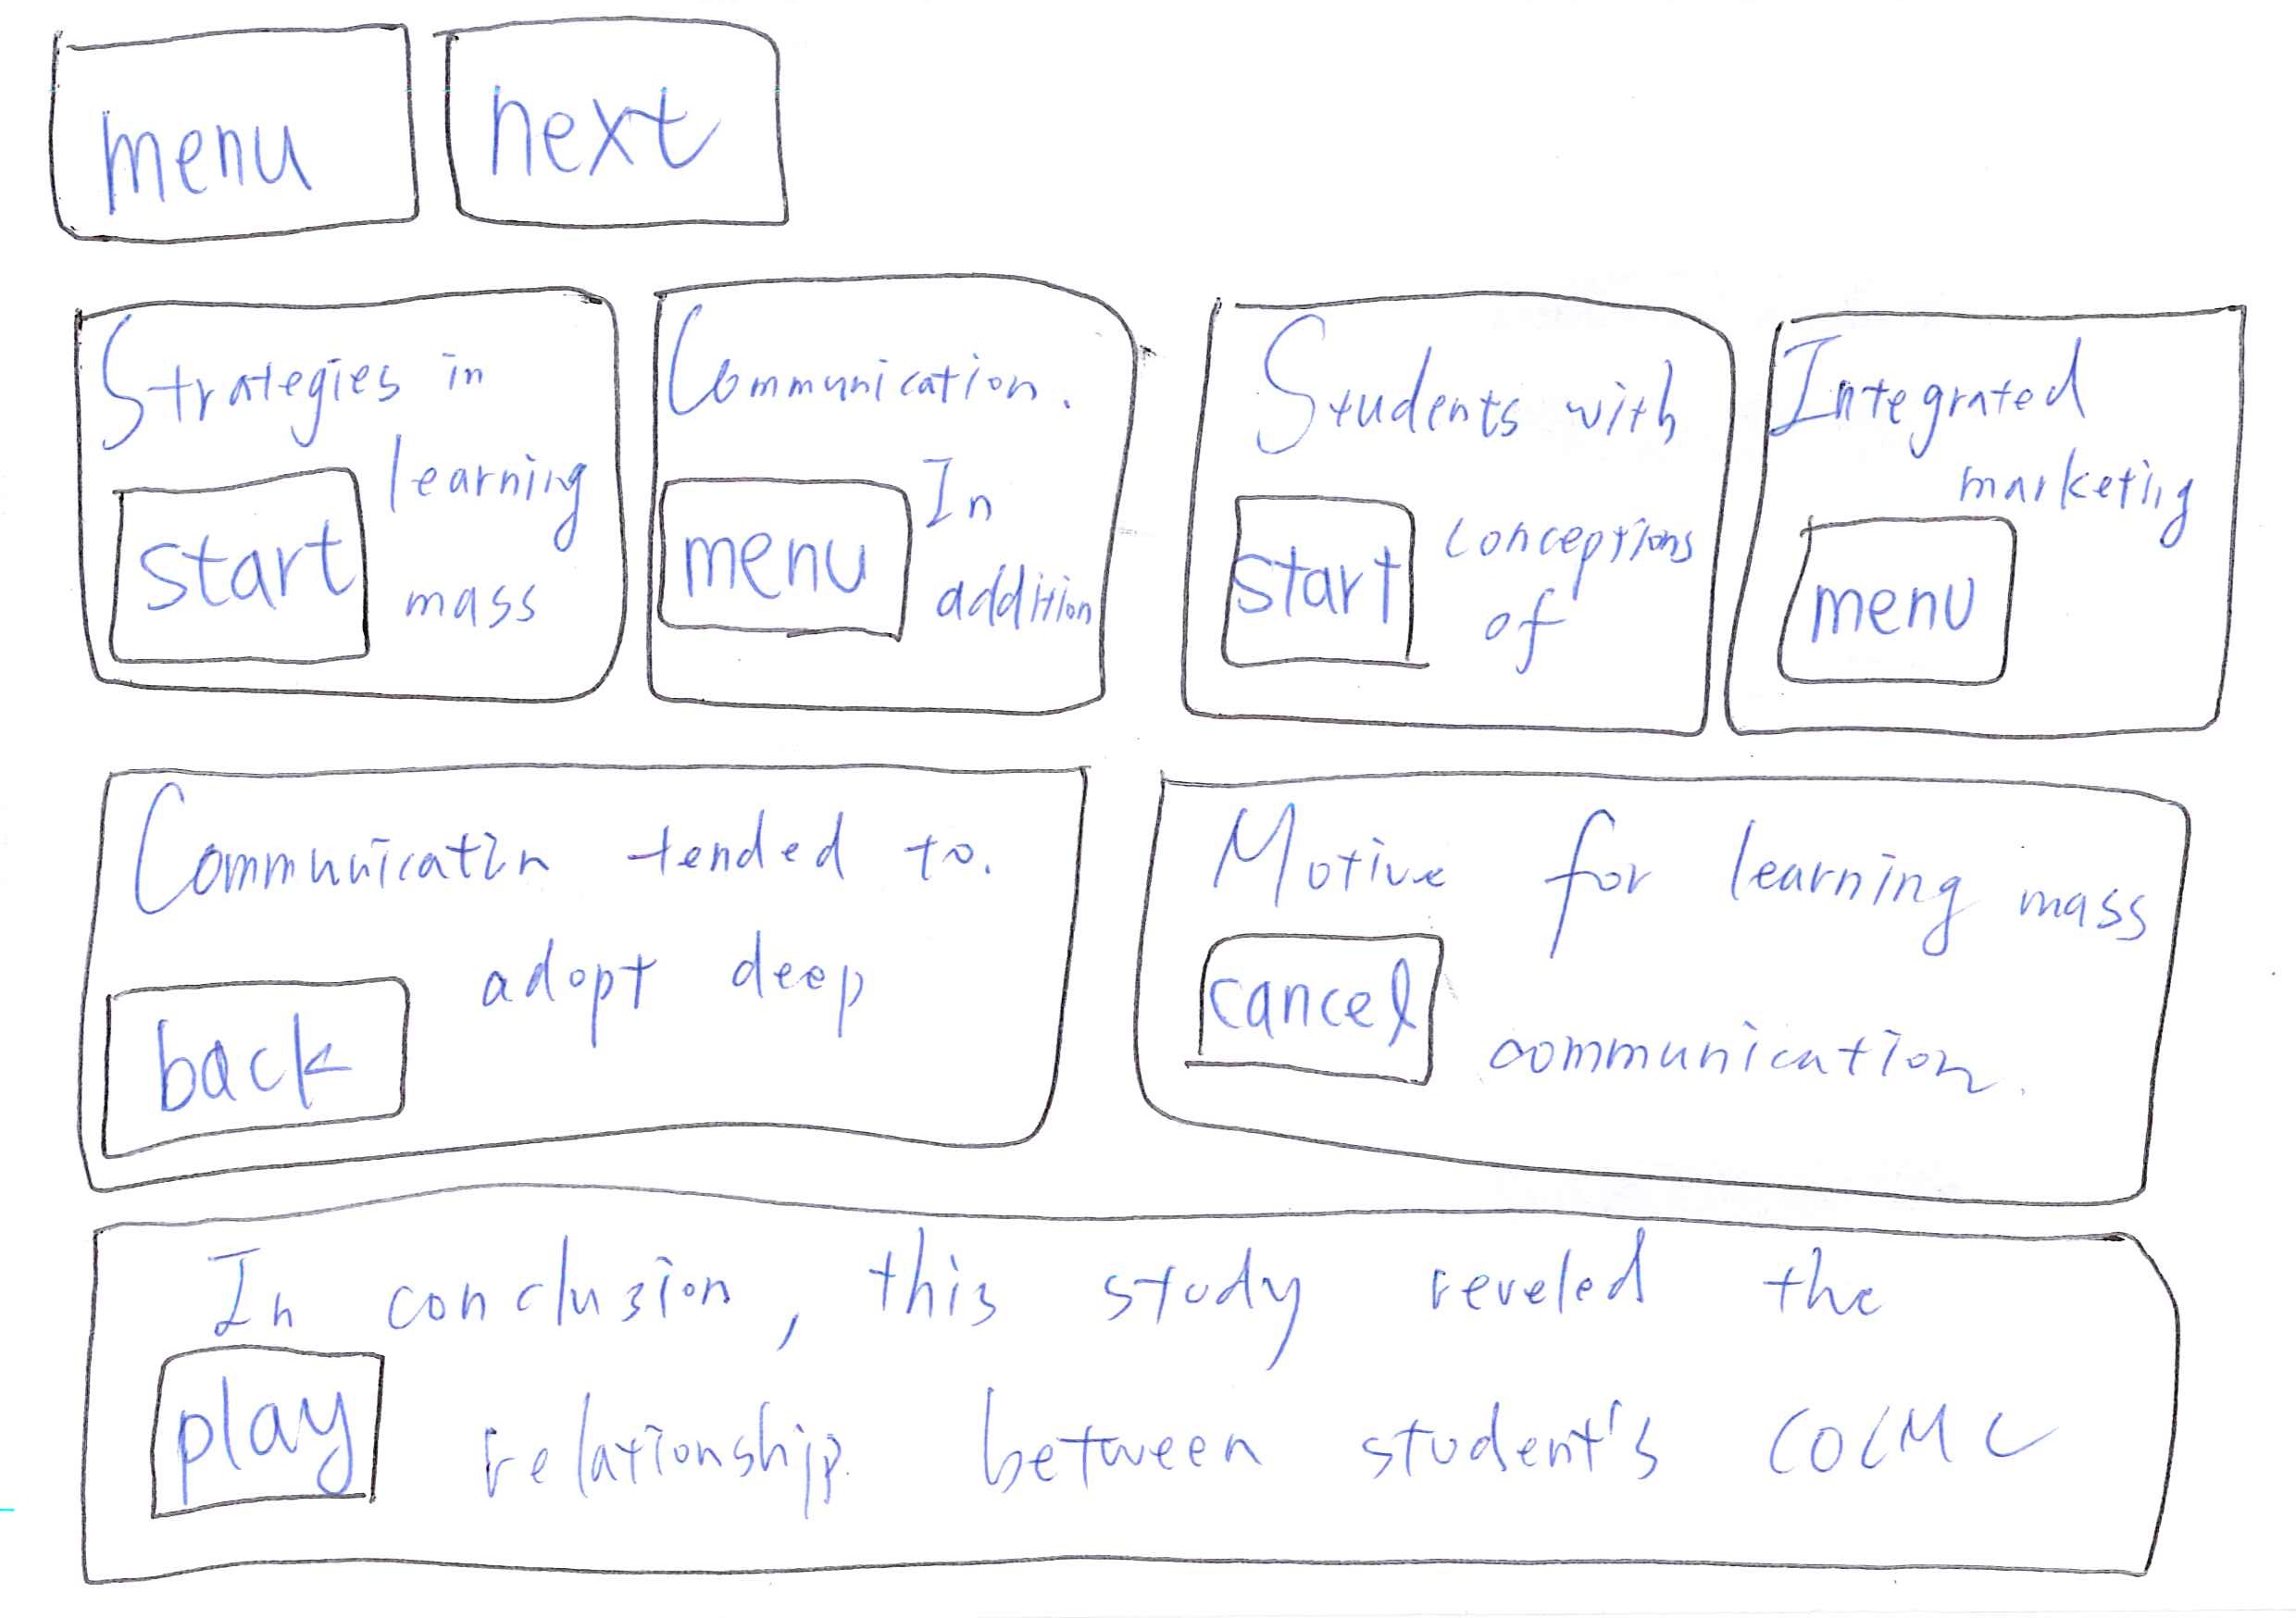 menu
next
Strategies in
learning
start
mass
Communication.
In
menu
addition
Students with
conceptions
start
of
Integrated
marketing
menu
Communicatin tended to.
adopt deep
back
Motive for learning mass
cancel
communication.
In conclusion, this study reveled the
play
relationship between student's COCMC